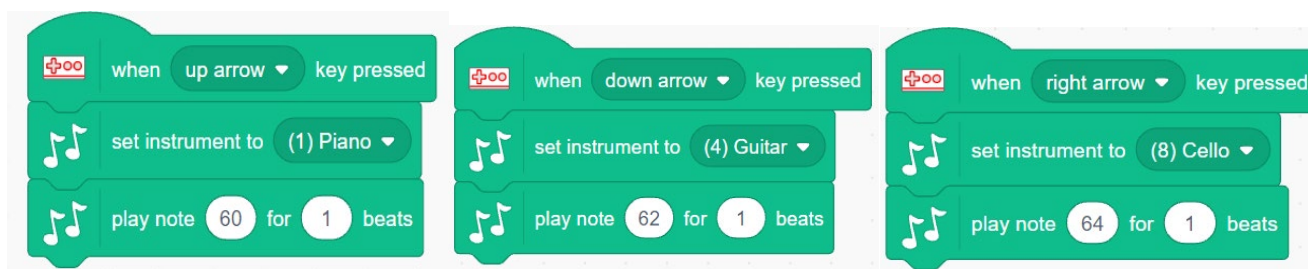 when up arrow key pressed
set instrument to (1) Piano
play note 60 for 1 beats
when down arrow key pressed
set instrument to (4) Guitar
play note 62 for 1 beats
when right arrow key pressed
set instrument to (8) Cello
play note 64 for 1 beats